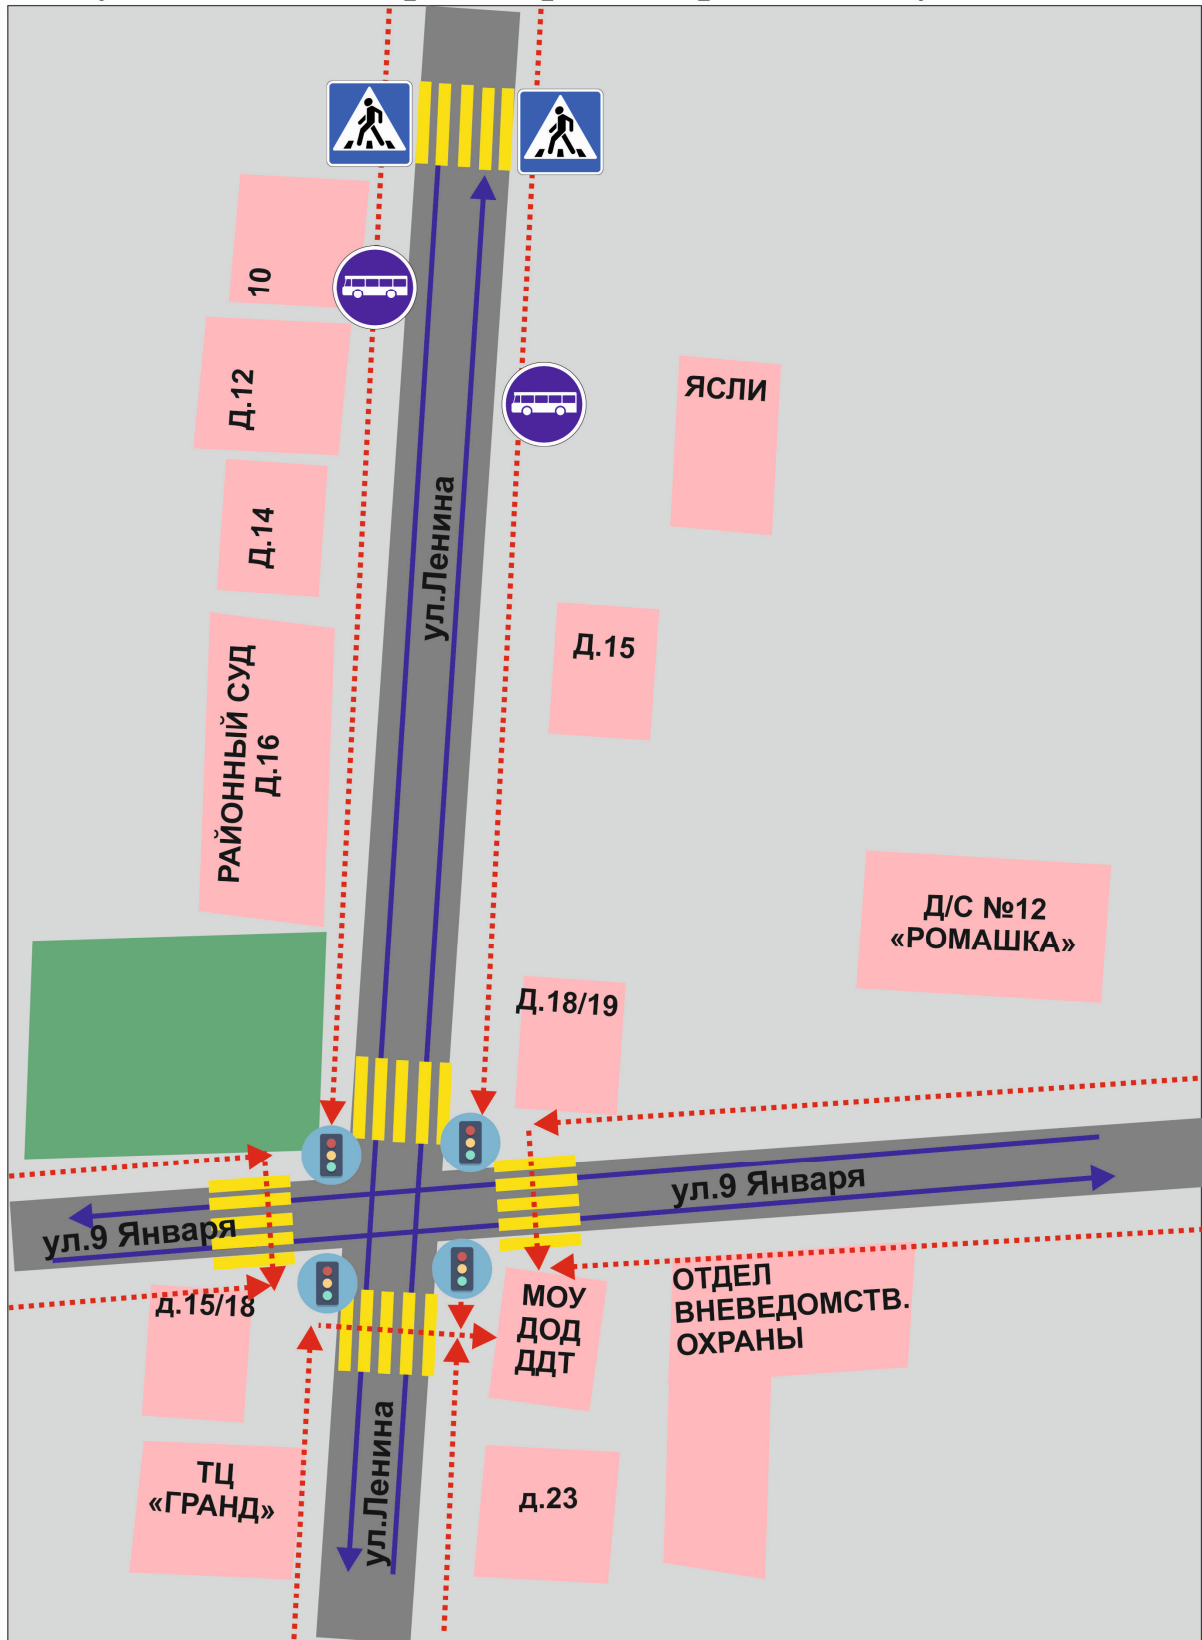 10
Д.12
Д.14
РАЙОННЫЙ СУД
Д.16
ул.Ленина
ЯСЛИ
Д.15
Д/С №12
«РОМАШКА»
Д.18/19
ул.9 Января
ул.9 Января
д.15/18
МОУ
ДОД
ДДТ
ОТДЕЛ
ВНЕВЕДОМСТВ.
ОХРАНЫ
ТЦ
«ГРАНД»
ул.Ленина
д.23